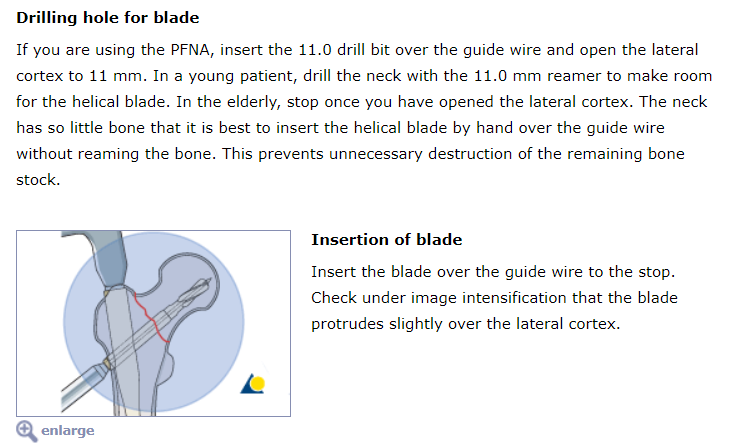 Drilling hole for blade
If you are using the PFNA, insert the 11.0 drill bit over the guide wire and open the lateral
cortex to 11 mm. In a young patient, drill the neck with the 11.0 mm reamer to make room
for the helical blade. In the elderly, stop once you have opened the lateral cortex. The neck
has so little bone that it is best to insert the helical blade by hand over the guide wire
without reaming the bone. This prevents unnecessary destruction of the remaining bone
stock.
Insertion of blade
Insert the blade over the guide wire to the stop.
Check under image intensification that the blade
protrudes slightly over the lateral cortex.
enlarge